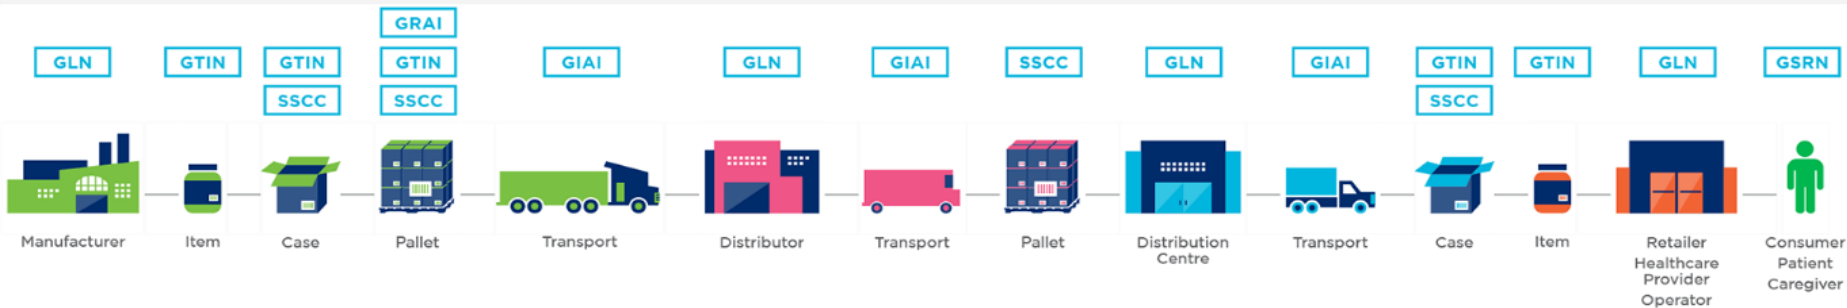 GRAI
GLN GTIN GTIN GTIN GIAI GLN GIAI SSCC GLN GIAI GTIN GTIN GLN GSRN
SSCC SSCC SSCC
Manufacturer Item Case Pallet Transport Distributor Transport Pallet Distribution Transport Case Item Retailer Consumer
Centre Healthcare Patient
Provider Caregiver
Operator